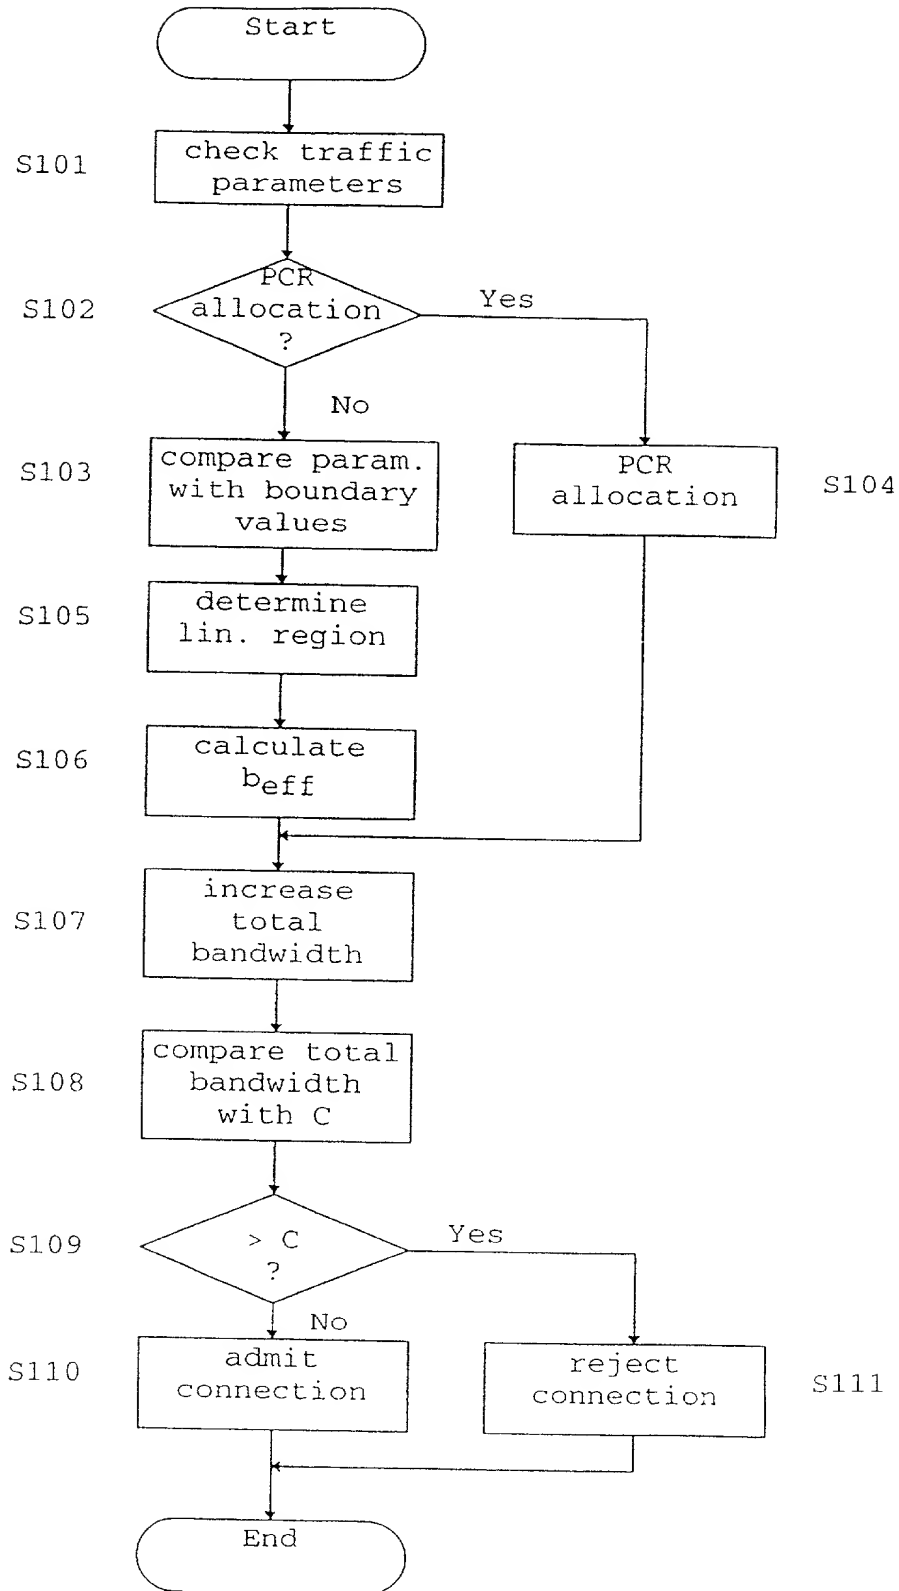 Start
S101
check traffic
parameters
S102
PCR
allocation
?
Yes
No
S103
compare param.
with boundary
values
PCR
allocation
S104
S105
determine
lin. region
S106
calculate
beff
S107
increase
total
bandwidth
S108
compare total
bandwidth
with C
S109
> C
?
Yes
No
S110
admit
connection
reject
connection
S111
End